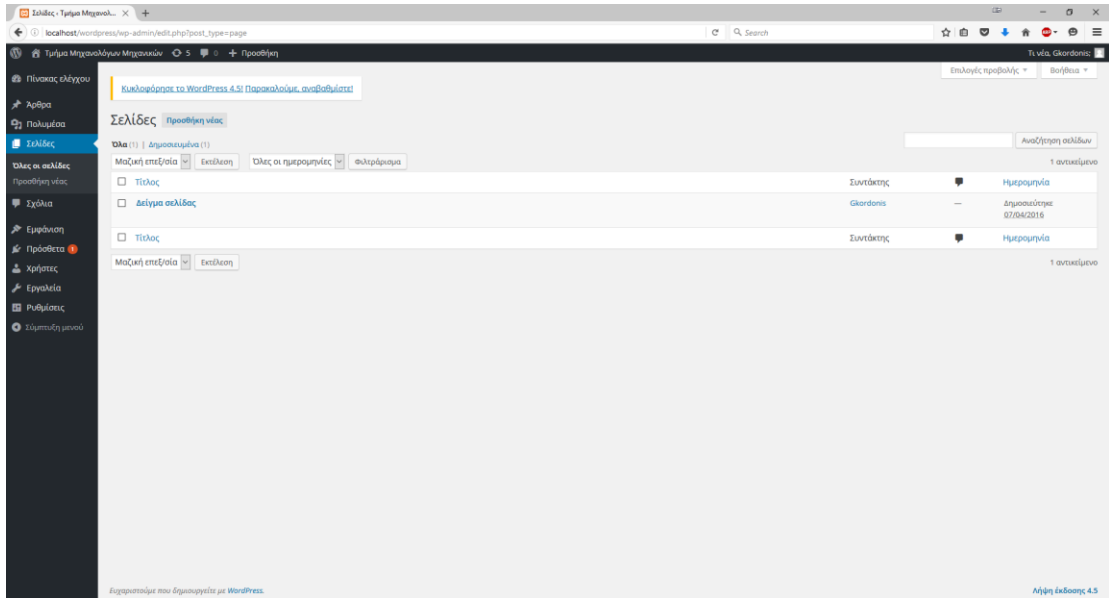 Σελίδες ‹ Τμήμα Μηχανολ...
localhost/wordpress/wp-admin/edit.php?post_type=page
Search
Τμήμα Μηχανολόγων Μηχανικών 5 0 Προσθήκη
Τι νέα, Gkordonis;
Επιλογές προβολής Βοήθεια
Πίνακας ελέγχου
Άρθρα
Πολυμέσα
Σελίδες
Όλες οι σελίδες
Προσθήκη νέας
Σχόλια
Εμφάνιση
Πρόσθετα 1
Χρήστες
Εργαλεία
Ρυθμίσεις
Σύμπτυξη μενού
Κυκλοφόρησε το WordPress 4.5! Παρακαλούμε, αναβαθμίστε!
Σελίδες Προσθήκη νέας
Όλα (1) | Δημοσιευμένα (1)
Αναζήτηση σελίδων
Μαζική επεξ/σία Εκτέλεση Όλες οι ημερομηνίες Φιλτράρισμα
1 αντικείμενο
Τίτλος Συντάκτης Ημερομηνία
Δείγμα σελίδας Gkordonis — Δημοσιεύτηκε
07/04/2016
Τίτλος Συντάκτης Ημερομηνία
Μαζική επεξ/σία Εκτέλεση
1 αντικείμενο
Ευχαριστούμε που δημιουργείτε με WordPress.
Λήψη έκδοσης 4.5